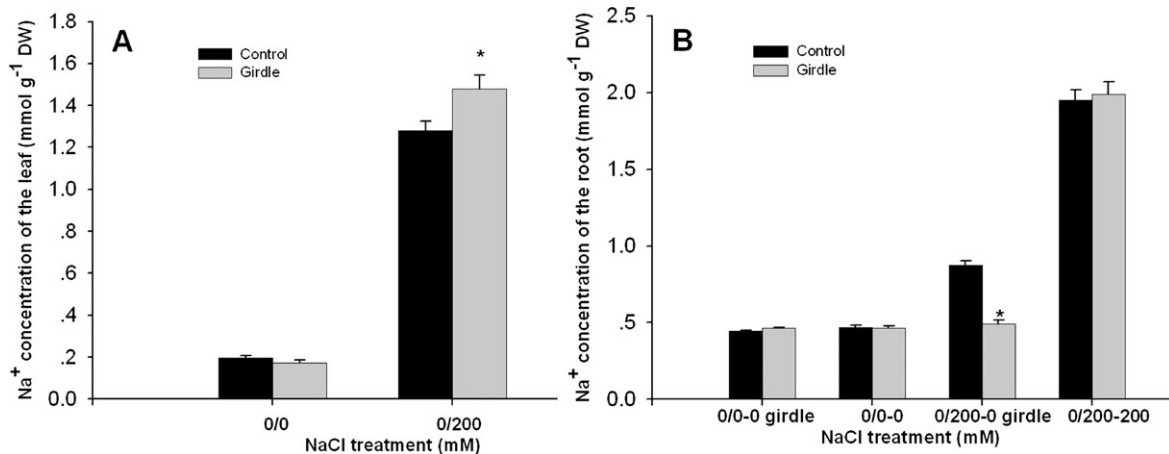 A
Control
Girdle
*
Na+ concentration of the leaf (mmol g-1 DW)
1.8
1.6
1.4
1.2
1.0
.8
.6
.4
.2
0.0
0/0
0/200
NaCl treatment (mM)
B
Control
Girdle
*
Na+ concentration of the root (mmol g-1 DW)
2.5
2.0
1.5
1.0
.5
0.0
0/0-0 girdle
0/0-0
0/200-0 girdle
0/200-200
NaCl treatment (mM)